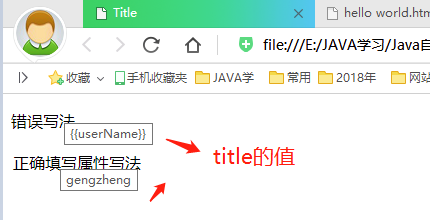 Title
hello world.htm
file:///E:/JAVA学习/Java自
收藏
手机收藏夹
JAVA学
常用
2018年
网站
错误写法
{{userName}}
title的值
正确填写属性写法
gengzheng